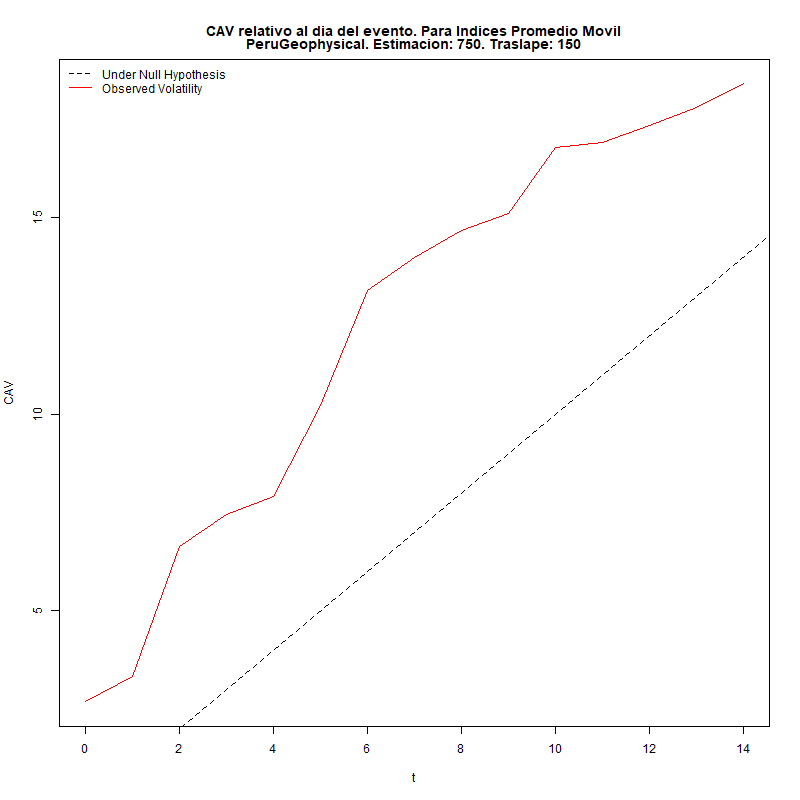 CAV relativo al dia del evento. Para Indices Promedio Movil
PeruGeophysical. Estimacion: 750. Traslape: 150
Under Null Hypothesis
Observed Volatility
CAV
15
10
5
0 2 4 6 8 10 12 14
t